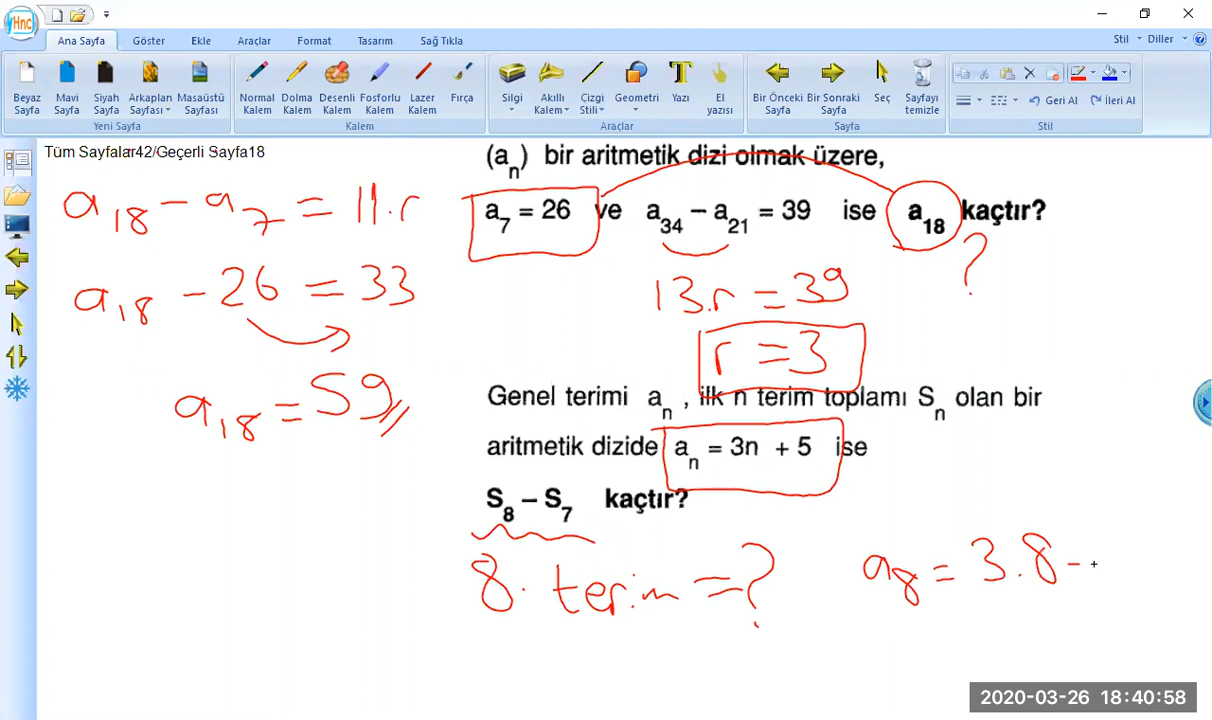 Hnc
Ana Sayfa Göster Ekle Araçlar Format Tasarım Sağ Tıkla
Stil Diller
Beyaz Sayfa
Mavi Sayfa
Siyah Sayfa
Arkaplan Sayfası
Masaüstü Sayfası
Normal Kalem
Dolma Kalem
Desenli Kalem
Fosforlu Kalem
Lazer Kalem
Fırça
Silgi
Akıllı Kalem
Çizgi Stili
Geometri
Yazı
El yazısı
Bir Önceki Sayfa
Bir Sonraki Sayfa
Seç
Sayfayı temizle
Geri Al
İleri Al
Yeni Sayfa Kalem Araçlar Sayfa Stil
Tüm Sayfalar42/Geçerli Sayfa18
(aₙ) bir aritmetik dizi olmak üzere,
a₇ = 26 ve a₃₄ – a₂₁ = 39 ise a₁₈ kaçtır?
?
13.r = 39
r = 3
a₁₈ – a₇ = 11.r
a₁₈ – 26 = 33
a₁₈ = 59
Genel terimi aₙ , ilk n terim toplamı Sₙ olan bir
aritmetik dizide aₙ = 3n + 5 ise
S₈ – S₇ kaçtır?
8. terim = ?
a₈ = 3.8 –
2020-03-26 18:40:58